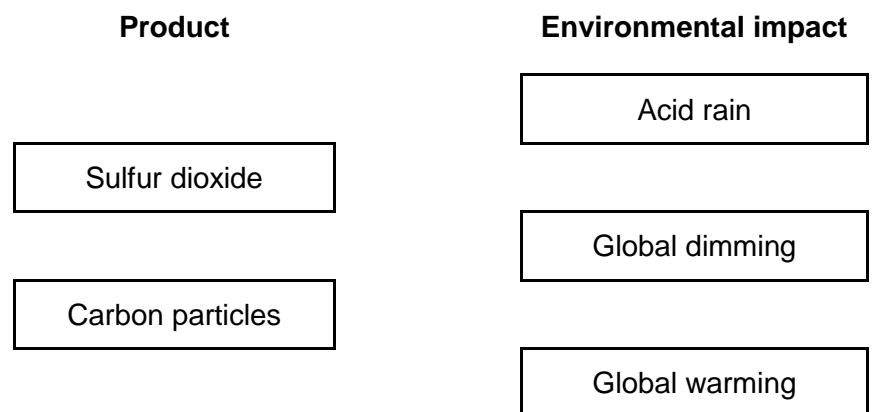 Product
Environmental impact
Acid rain
Sulfur dioxide
Global dimming
Carbon particles
Global warming